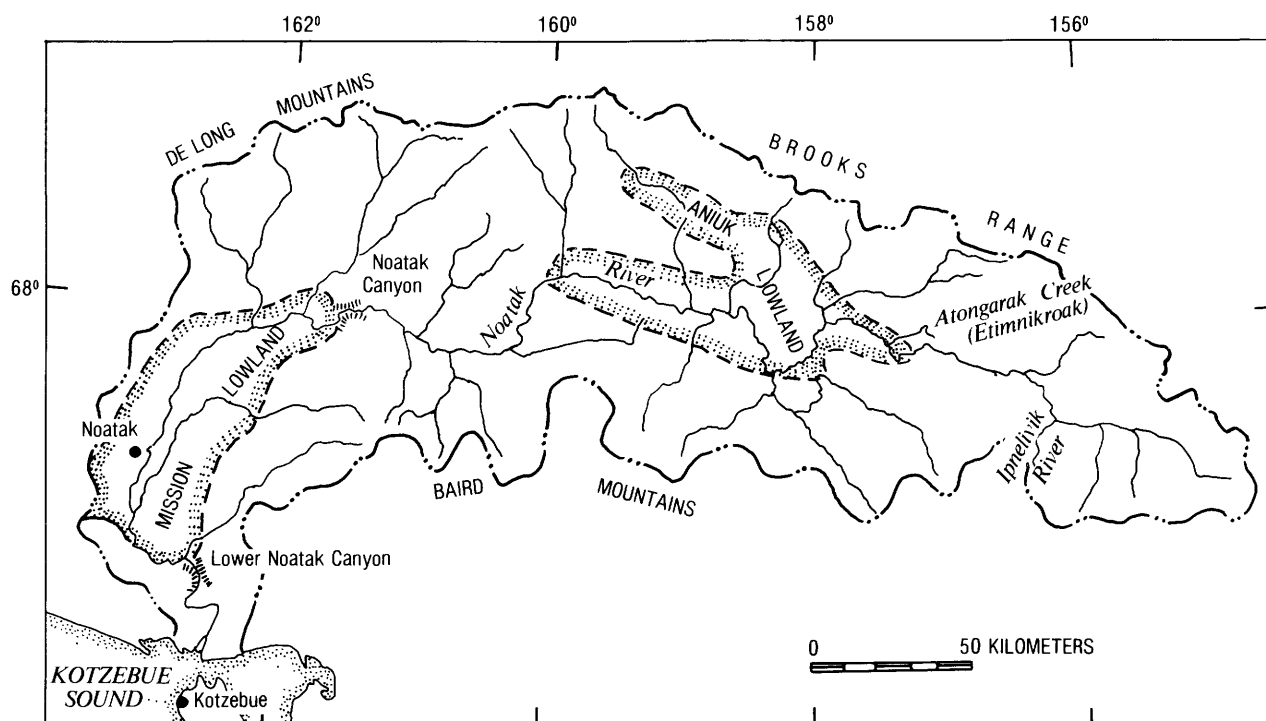 162°
160°
158°
156°
68°
DE LONG
MOUNTAINS
BROOKS
RANGE
ANIUK
LOWLAND
Noatak
Canyon
Noatak
River
Atongarak Creek
(Etimnikroak)
LOWLAND
MISSION
Noatak
Ipnelivik
River
BAIRD
MOUNTAINS
Lower Noatak Canyon
0 50 KILOMETERS
KOTZEBUE
SOUND
Kotzebue